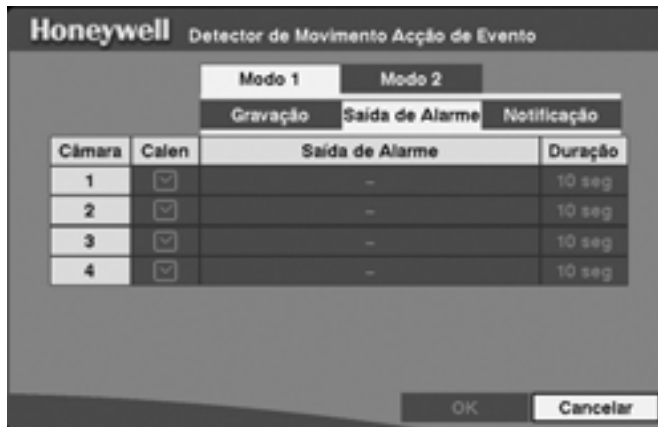 Honeywell Detector de Movimento Acção de Evento
Modo 1 Modo 2
Gravação Saída de Alarme Notificação
Câmara Calen Saída de Alarme Duração
1 – 10 seg
2 – 10 seg
3 – 10 seg
4 – 10 seg
OK Cancelar